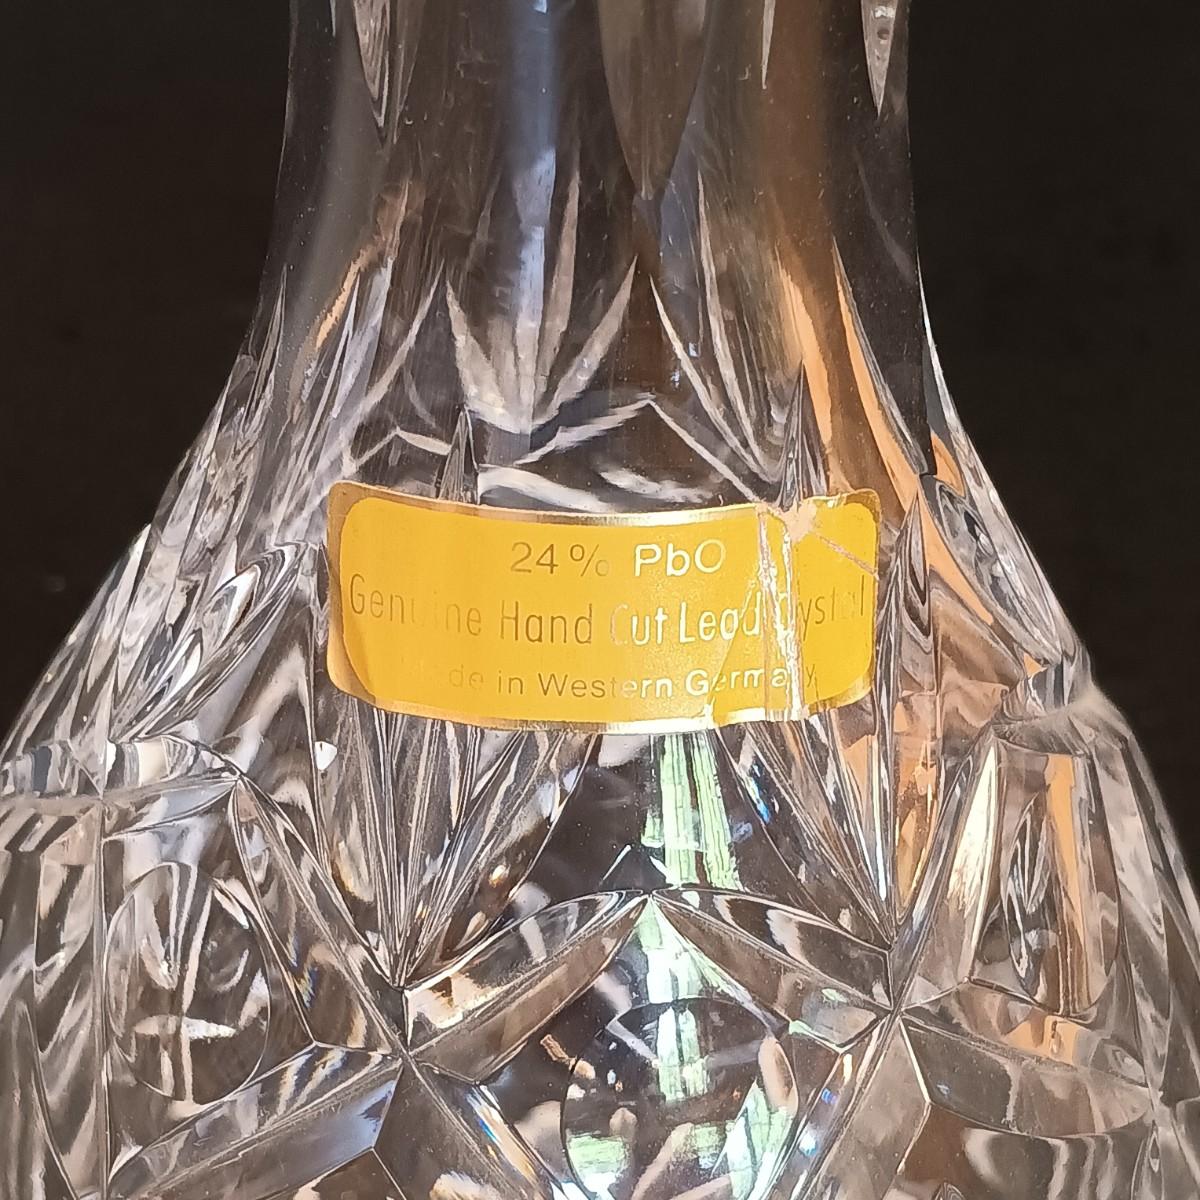 24% PbO
Genuine Hand Cut Lead Crystal
Made in Western Germany